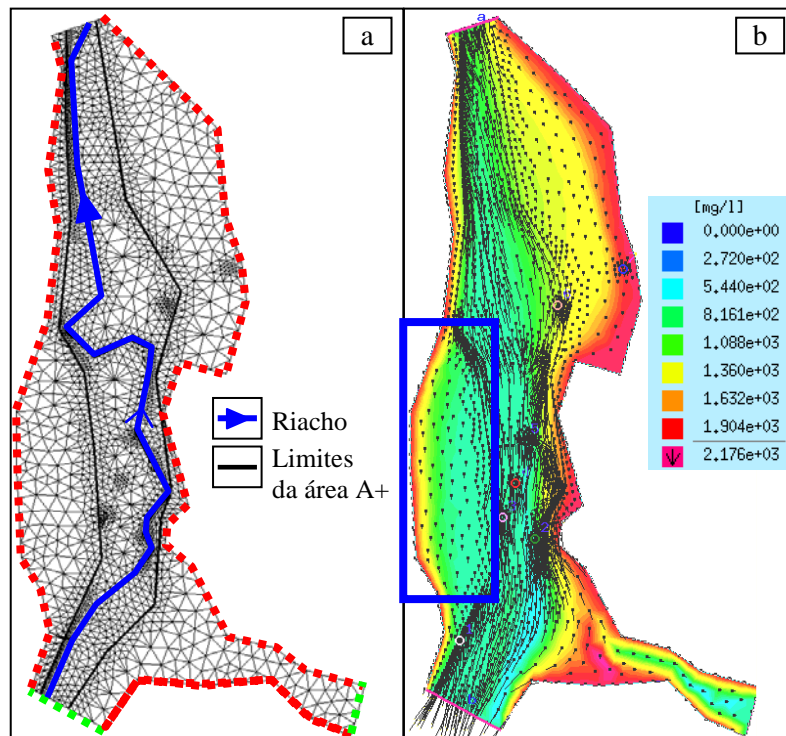 a
b
a
Riacho
Limites
da área A+
[mg/l]
0.000e+00
2.720e+02
5.440e+02
8.161e+02
1.088e+03
1.360e+03
1.632e+03
1.904e+03
2.176e+03